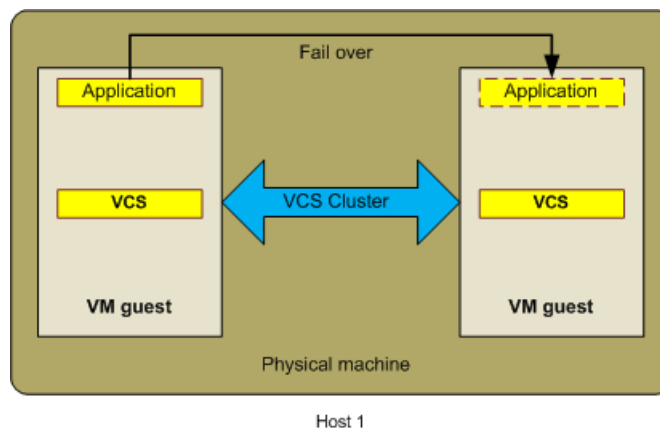 Fail over
Application
Application
VCS Cluster
VCS
VCS
VM guest
VM guest
Physical machine
Host 1